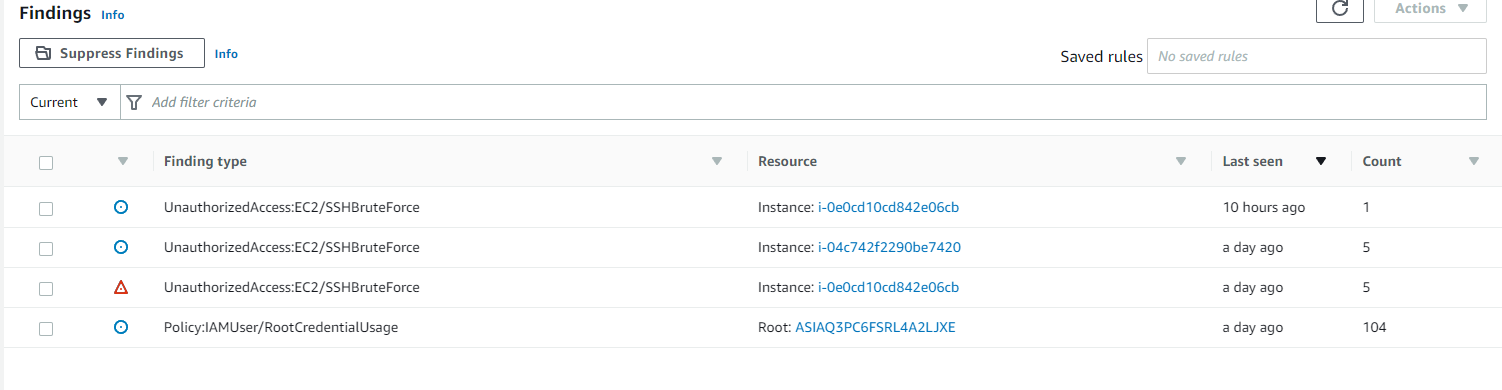 Findings Info
Actions
Suppress Findings Info
Saved rules No saved rules
Current Add filter criteria
Finding type Resource Last seen Count
UnauthorizedAccess:EC2/SSHBruteForce Instance: i-0e0cd10cd842e06cb 10 hours ago 1
UnauthorizedAccess:EC2/SSHBruteForce Instance: i-04c742f2290be7420 a day ago 5
UnauthorizedAccess:EC2/SSHBruteForce Instance: i-0e0cd10cd842e06cb a day ago 5
Policy:IAMUser/RootCredentialUsage Root: ASIAQ3PC6FSRL4A2LJXE a day ago 104